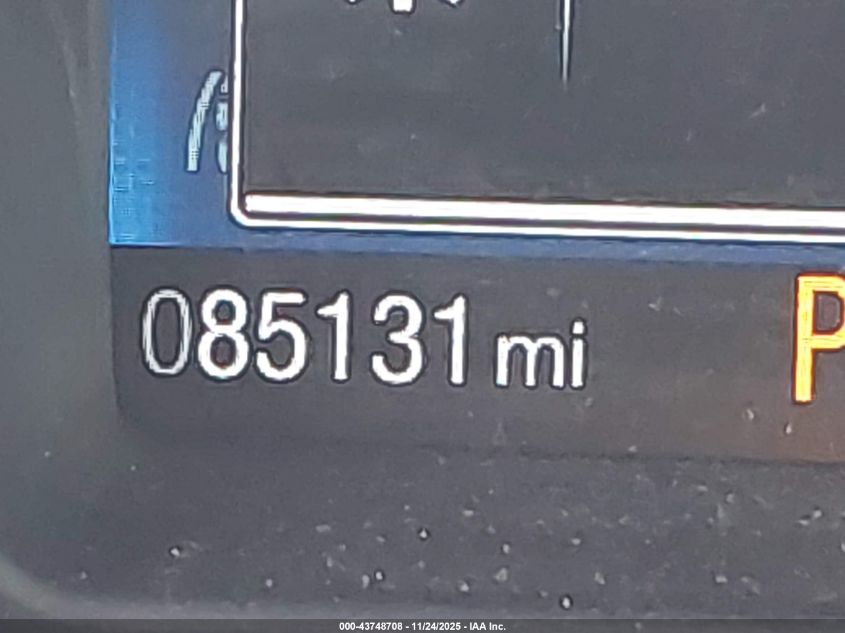 085131 mi
P
000-43748708 - 11/24/2025 - IAA Inc.